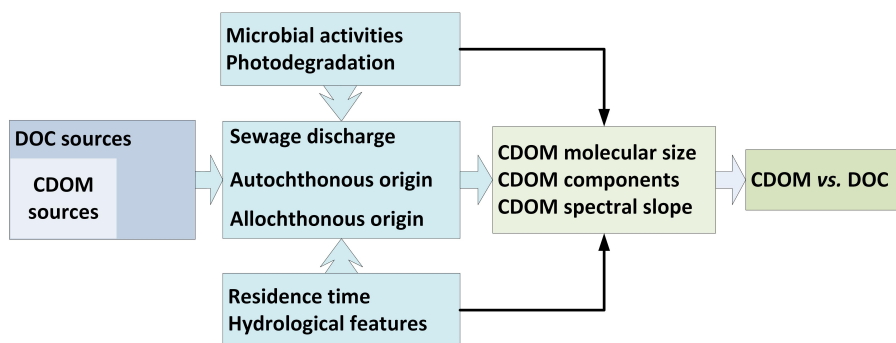 Microbial activities
Photodegradation
DOC sources
CDOM
sources
Sewage discharge
Autochthonous origin
Allochthonous origin
CDOM molecular size
CDOM components
CDOM spectral slope
CDOM vs. DOC
Residence time
Hydrological features